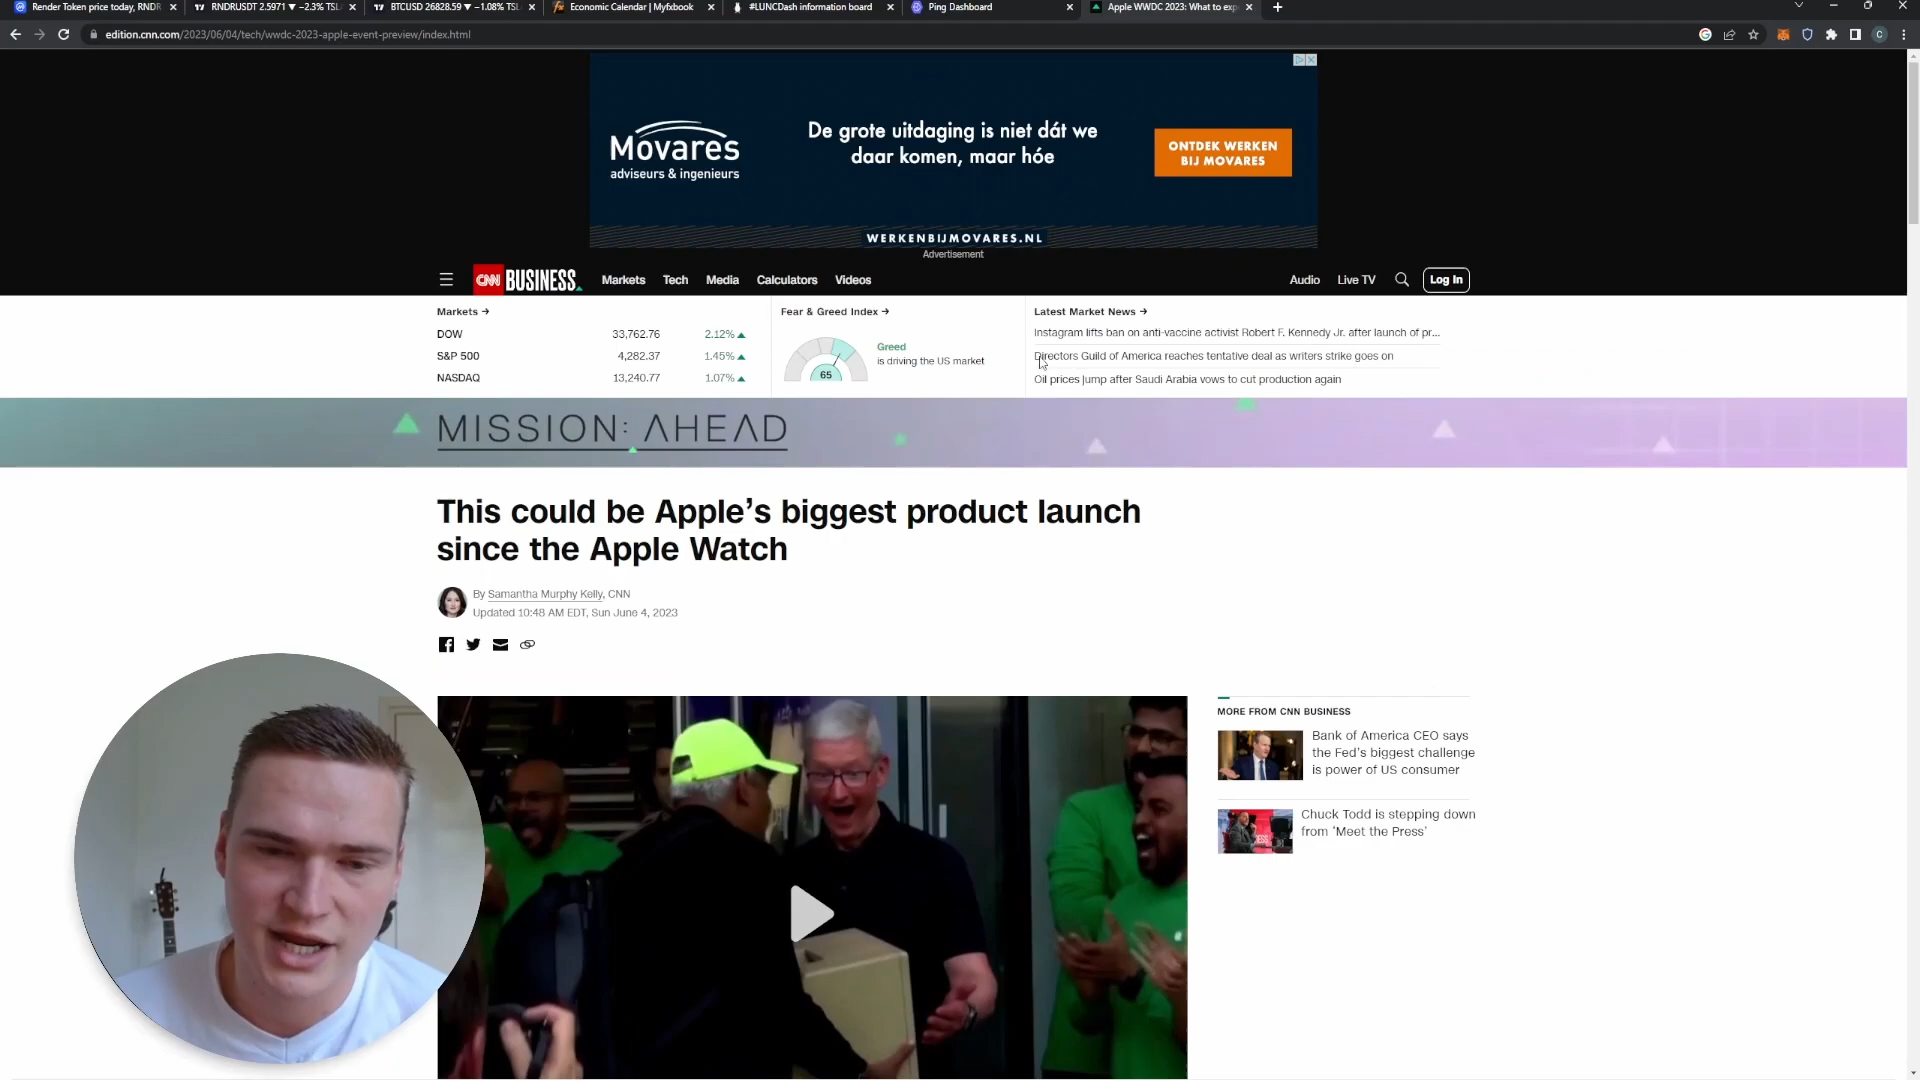 Render Token price today, RNDR
RNDRUSDT 2.5971 ▼ −2.3% TSLA
BTCUSD 26828.59 ▼ −1.08% TSL
Economic Calendar | Myfxbook
#LUNCDash information board
Ping Dashboard
Apple WWDC 2023: What to exp
edition.cnn.com/2023/06/04/tech/wwdc-2023-apple-event-preview/index.html
C
Movares
adviseurs & ingenieurs
De grote uitdaging is niet dát we
daar komen, maar hóe
ONTDEK WERKEN
BIJ MOVARES
WERKENBIJMOVARES.NL
Advertisement
CNN BUSINESS
Markets
Tech
Media
Calculators
Videos
Audio
Live TV
Log In
Markets →
DOW 33,762.76 2.12% ▲
S&P 500 4,282.37 1.45% ▲
NASDAQ 13,240.77 1.07% ▲
Fear & Greed Index →
65
Greed
is driving the US market
Latest Market News →
Instagram lifts ban on anti-vaccine activist Robert F. Kennedy Jr. after launch of pr...
Directors Guild of America reaches tentative deal as writers strike goes on
Oil prices jump after Saudi Arabia vows to cut production again
MISSION: AHEAD
This could be Apple’s biggest product launch
since the Apple Watch
By Samantha Murphy Kelly, CNN
Updated 10:48 AM EDT, Sun June 4, 2023
MORE FROM CNN BUSINESS
Bank of America CEO says
the Fed’s biggest challenge
is power of US consumer
Chuck Todd is stepping down
from ‘Meet the Press’